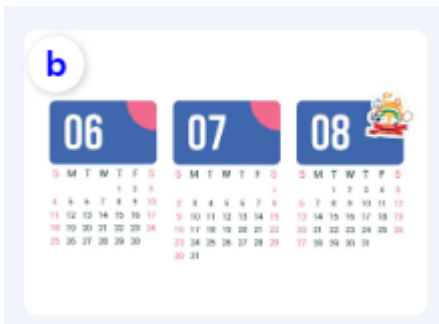 b
06
S M T W T F S
1 2 3
4 5 6 7 8 9 10
11 12 13 14 15 16 17
18 19 20 21 22 23 24
25 26 27 28 29 30
07
S M T W T F S
1
2 3 4 5 6 7 8
9 10 11 12 13 14 15
16 17 18 19 20 21 22
23 24 25 26 27 28 29
30 31
08
S M T W T F S
1 2 3 4 5
6 7 8 9 10 11 12
13 14 15 16 17 18 19
20 21 22 23 24 25 26
27 28 29 30 31